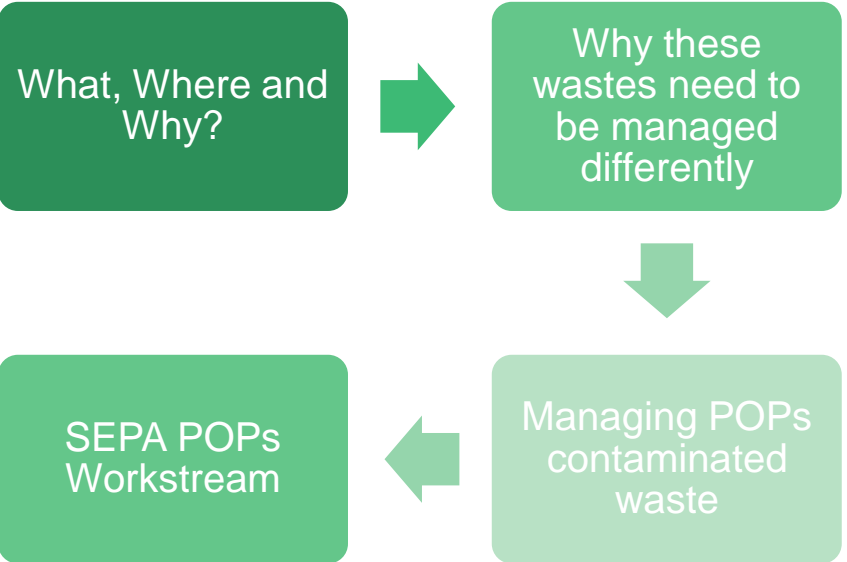 What, Where and
Why?
Why these
wastes need to
be managed
differently
Managing POPs
contaminated
waste
SEPA POPs
Workstream